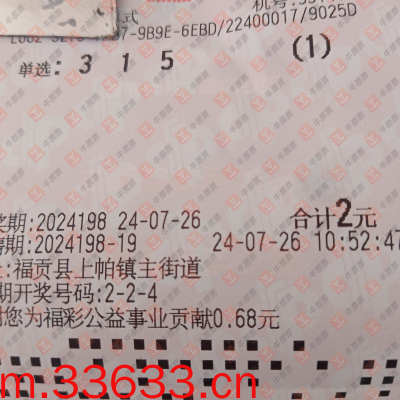 机号:
式
7-9B9E-6EBD/22400017/9025D
单选: 3 1 5 (1)
奖期:2024198 24-07-26 合计2元
期:2024198-19 24-07-26 10:52:47
:福贡县上帕镇主街道
期开奖号码:2-2-4
您为福彩公益事业贡献0.68元
m.33633.cn